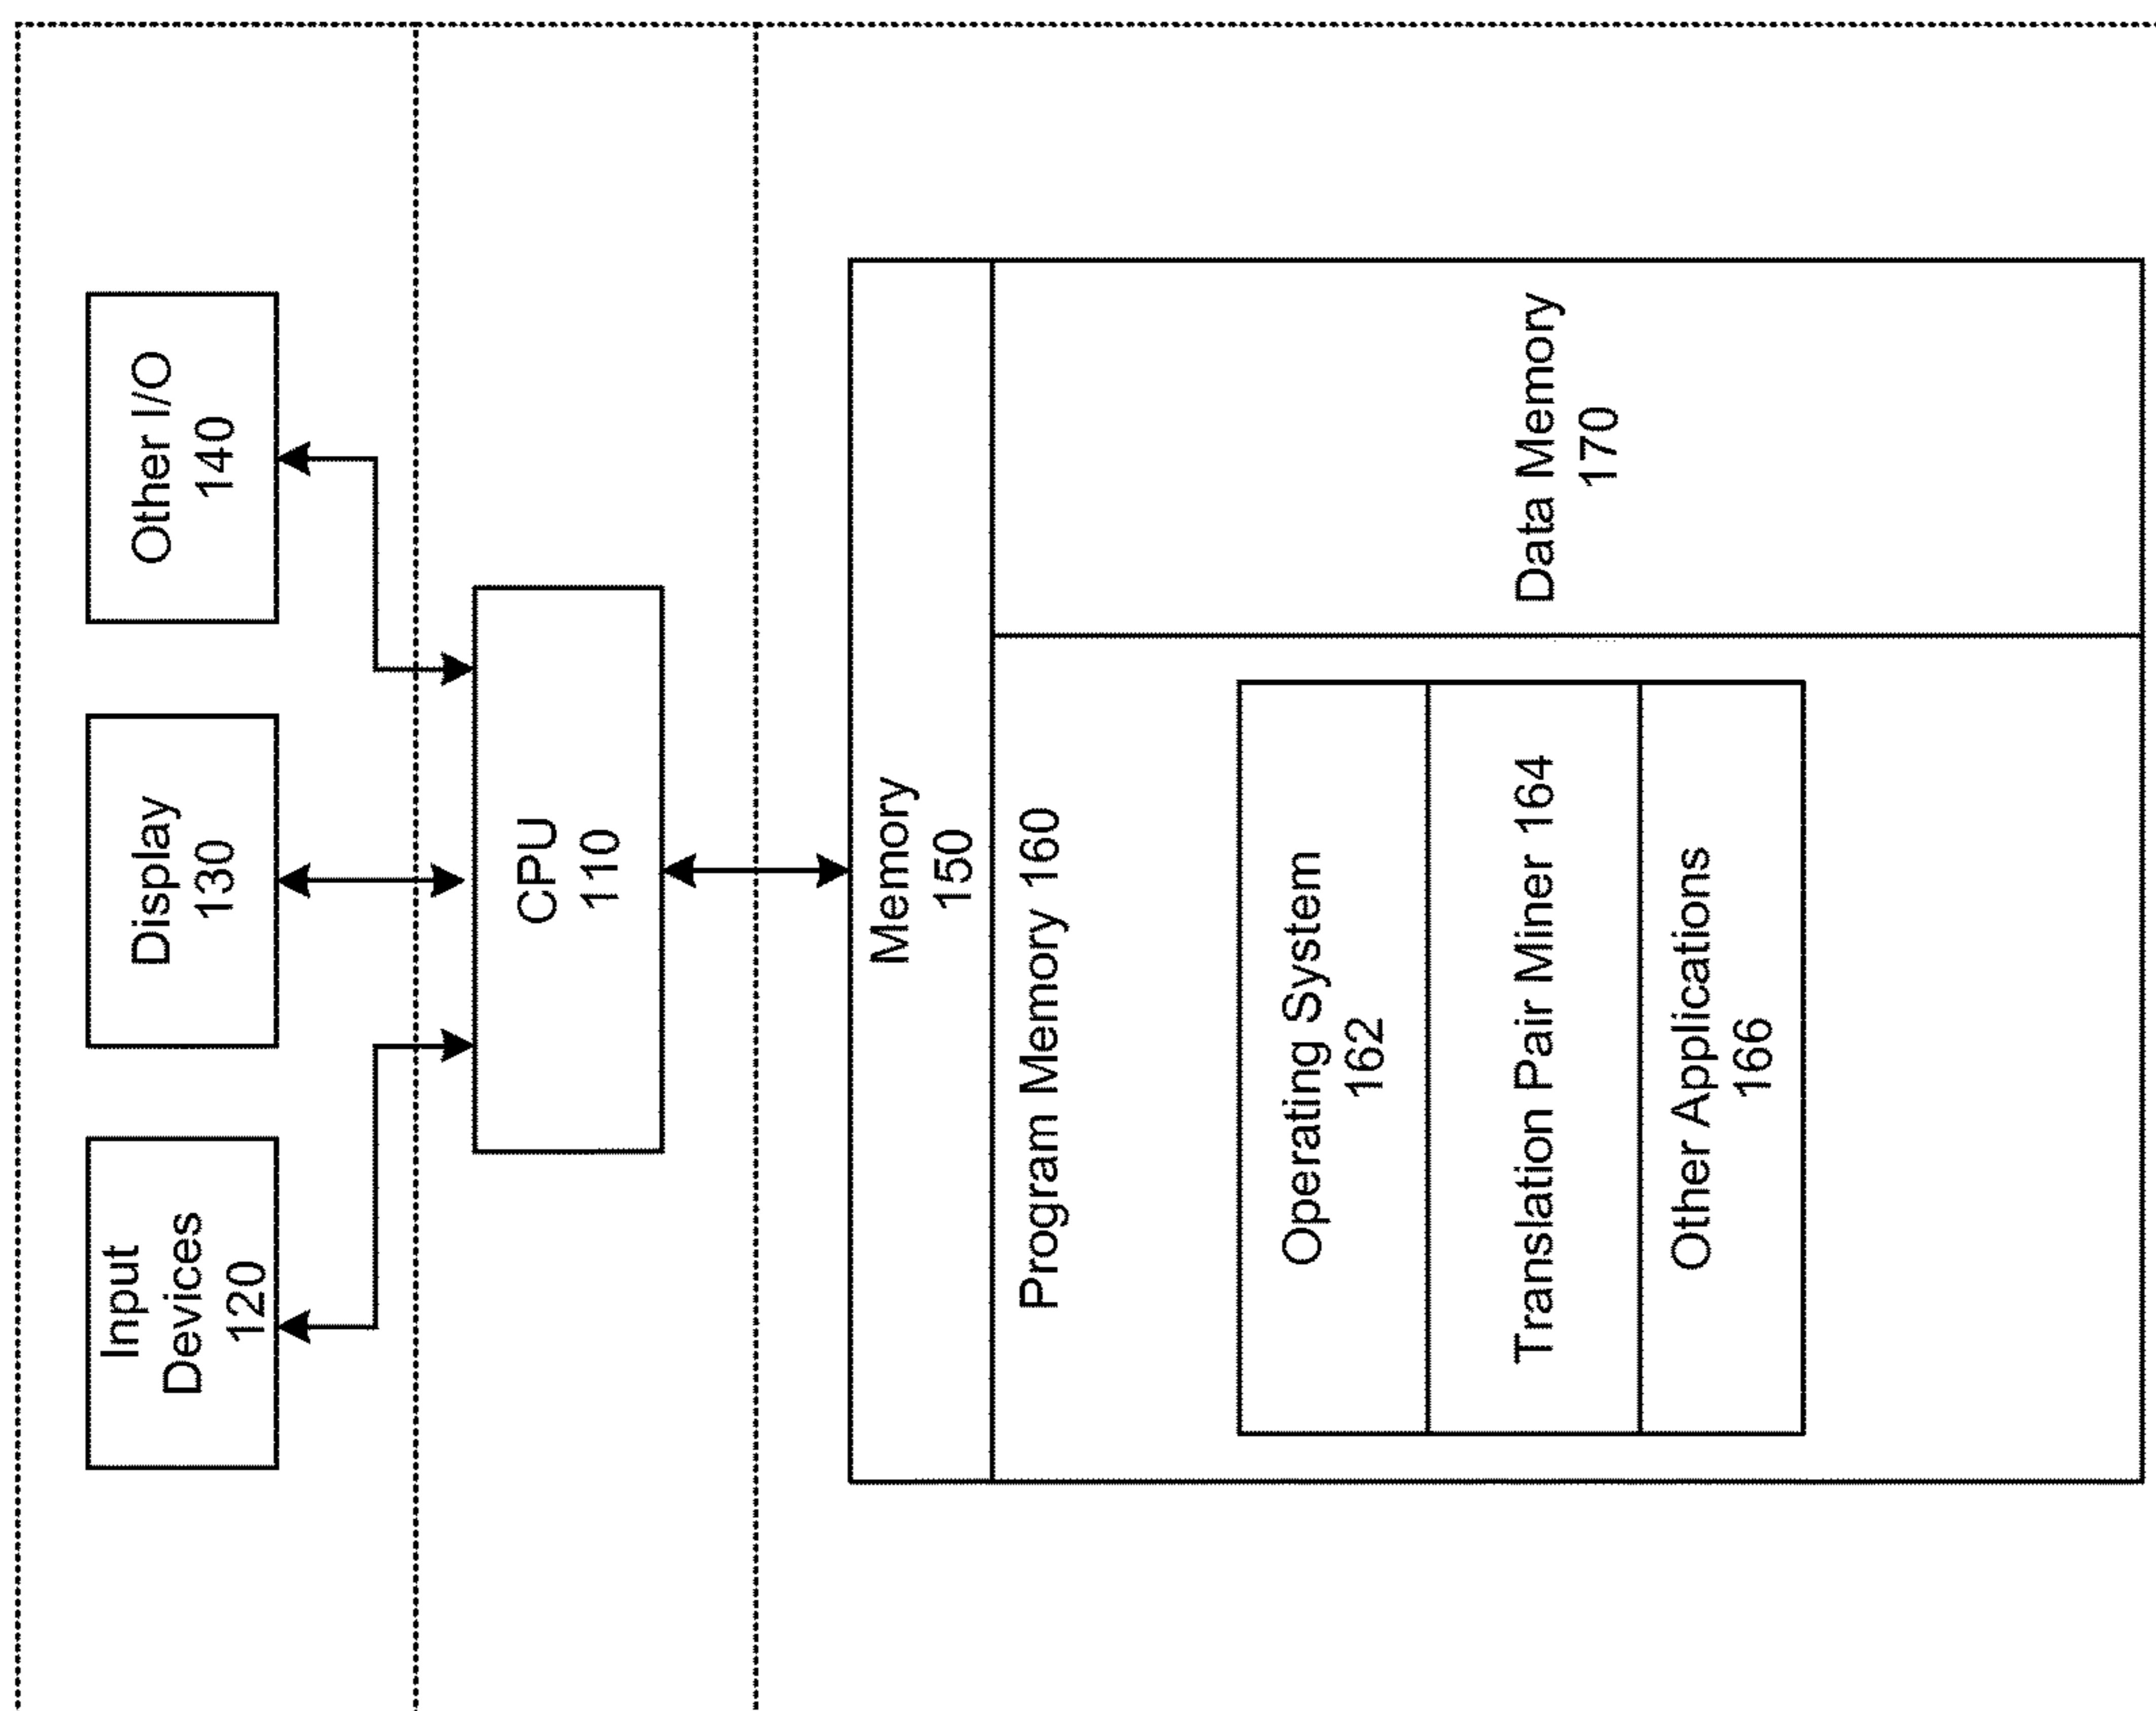 Input
Devices
120
Display
130
Other I/O
140
CPU
110
Memory
150
Program Memory 160
Operating System
162
Translation Pair Miner 164
Other Applications
166
Data Memory
170